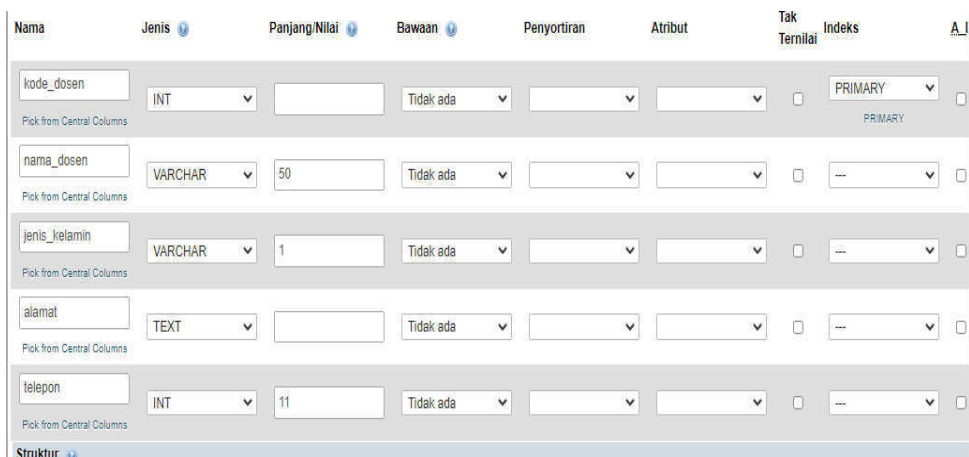 Nama Jenis Panjang/Nilai Bawaan Penyortiran Atribut Tak Ternilai Indeks A_I
kode_dosen INT Tidak ada PRIMARY
Pick from Central Columns PRIMARY
nama_dosen VARCHAR 50 Tidak ada ---
Pick from Central Columns
jenis_kelamin VARCHAR 1 Tidak ada ---
Pick from Central Columns
alamat TEXT Tidak ada ---
Pick from Central Columns
telepon INT 11 Tidak ada ---
Pick from Central Columns
Struktur